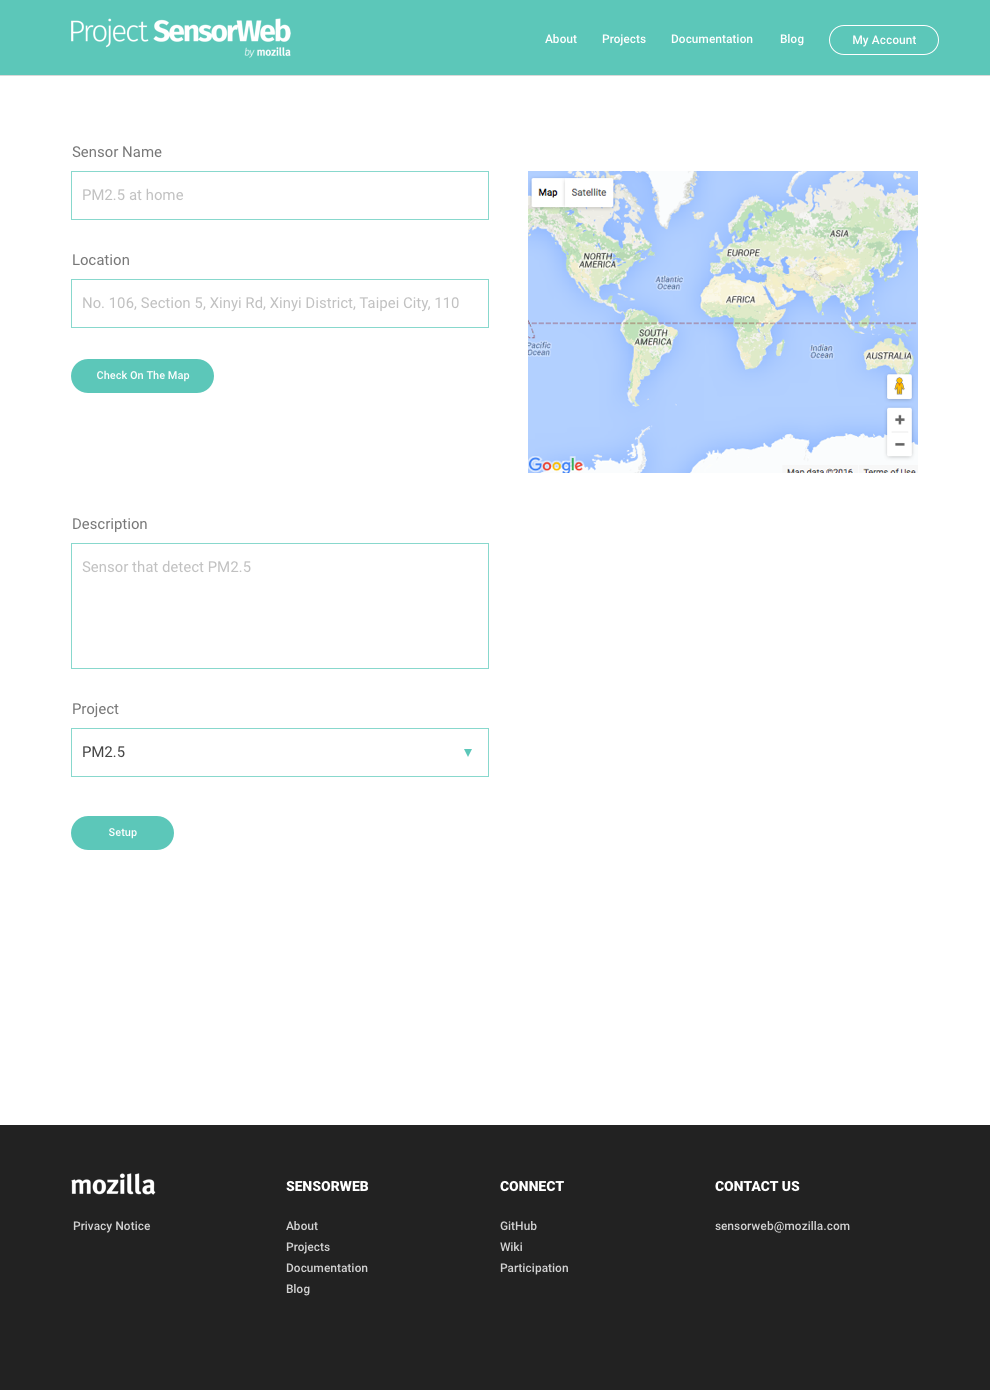 Project SensorWeb
by mozilla
About Projects Documentation Blog My Account
Sensor Name
PM2.5 at home
Location
No. 106, Section 5, Xinyi Rd, Xinyi District, Taipei City, 110
Check On The Map
Map Satellite
ASIA
EUROPE
NORTH
AMERICA
Atlantic
Ocean
AFRICA
SOUTH
AMERICA
Pacific
Ocean
Indian
Ocean
AUSTRALIA
Google
Map data ©2016 Terms of Use
Description
Sensor that detect PM2.5
Project
PM2.5
Setup
mozilla
Privacy Notice
SENSORWEB
About
Projects
Documentation
Blog
CONNECT
GitHub
Wiki
Participation
CONTACT US
sensorweb@mozilla.com